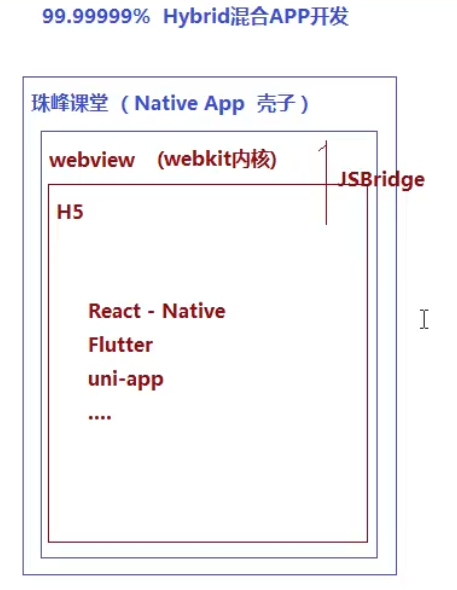 99.99999% Hybrid混合APP开发
珠峰课堂（Native App 壳子）
webview (webkit内核)
JSBridge
H5
React - Native
Flutter
uni-app
....